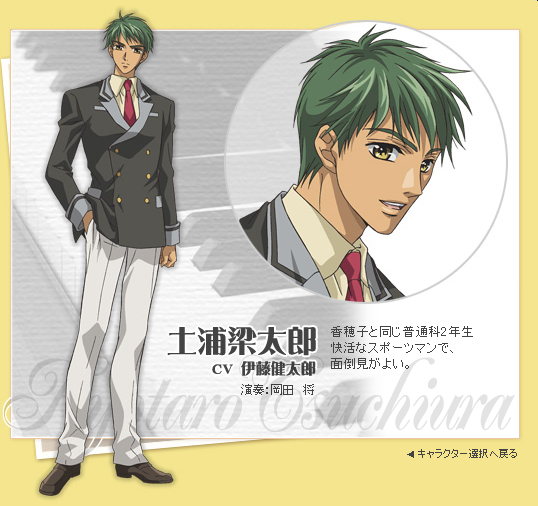 土浦梁太郎
CV 伊藤健太郎
演奏:岡田 将
香穂子と同じ普通科2年生
快活なスポーツマンで、
面倒見がよい。
Ryotaro Tsuchiura
◀ キャラクター選択へ戻る